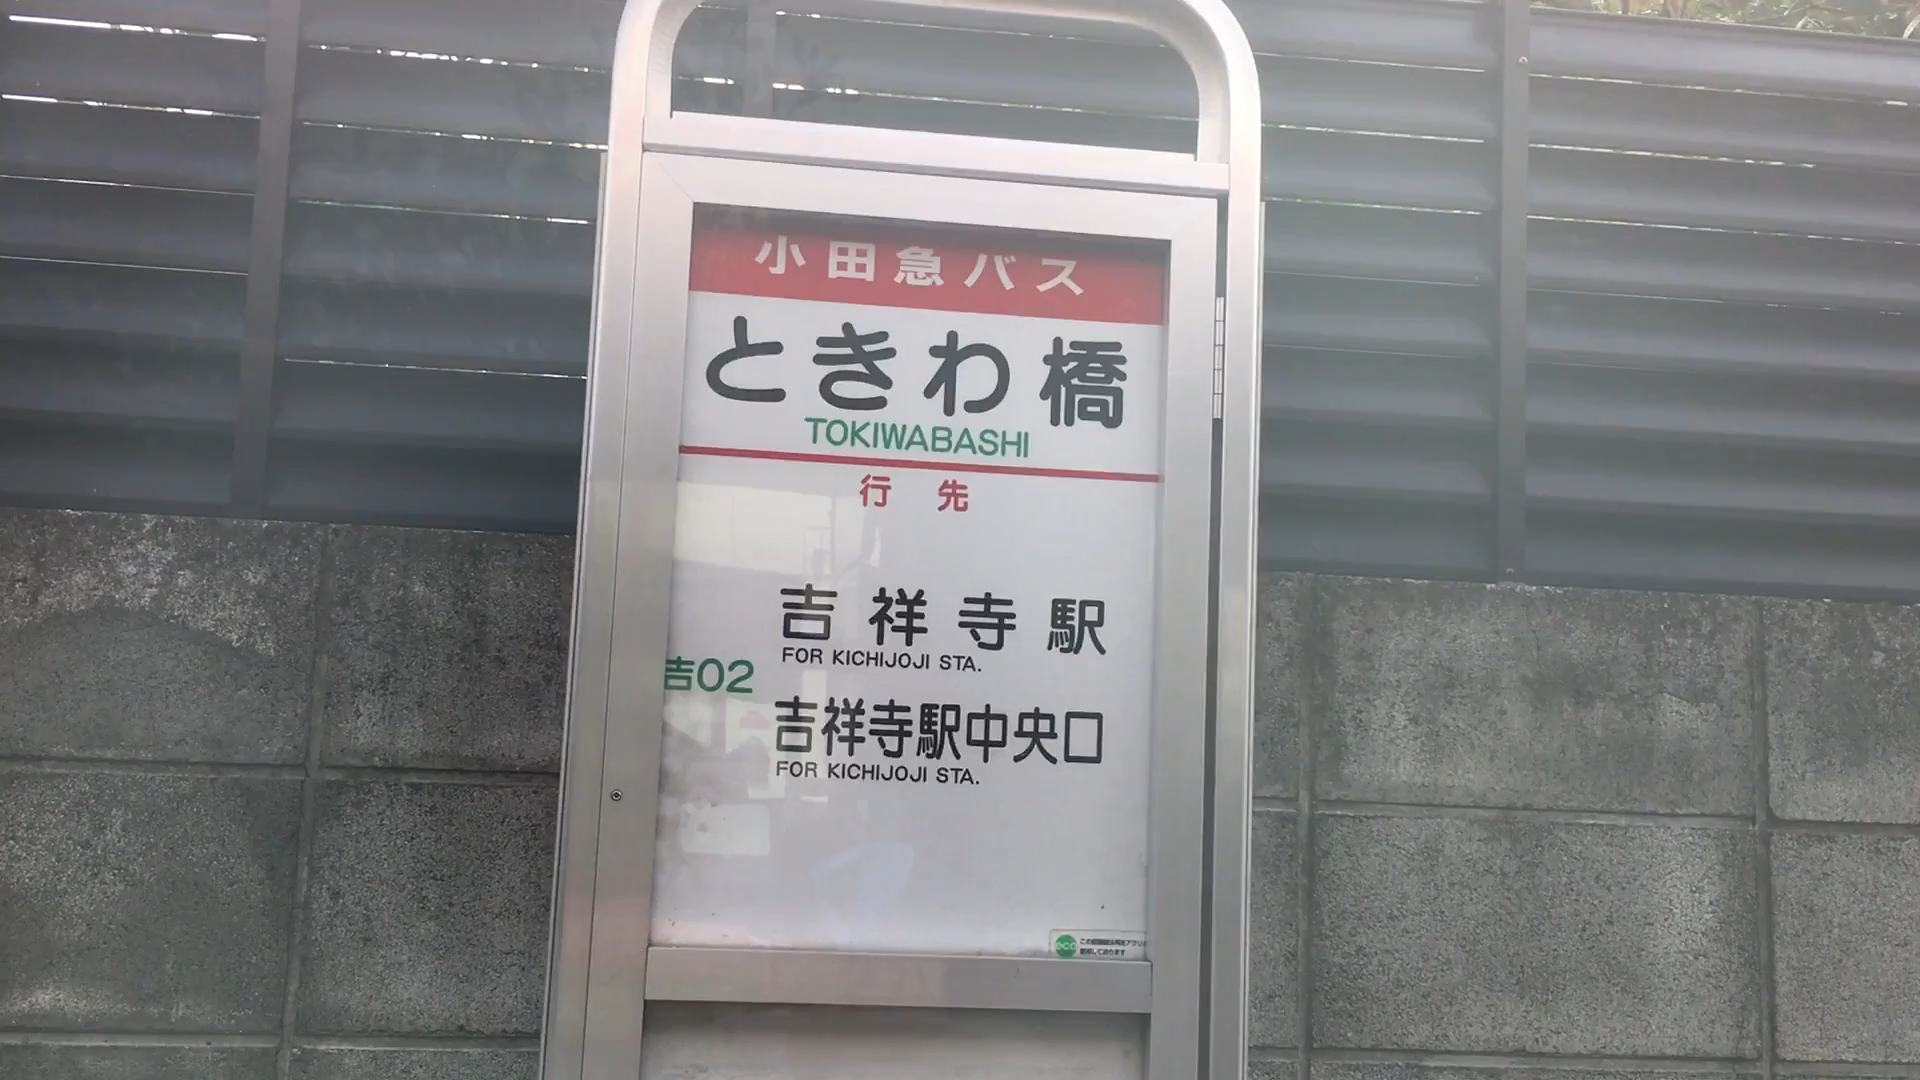 小田急バス
ときわ橋
TOKIWABASHI
行先
吉祥寺駅
FOR KICHIJOJI STA.
吉02
吉祥寺駅中央口
FOR KICHIJOJI STA.
eco